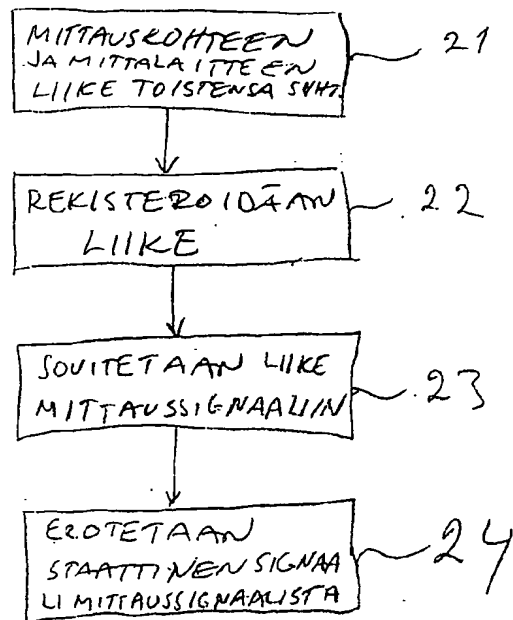 MITTAUSKOHTEEN
JA MITTALAITTEEN
LIIKE TOISTENSA SUHT.
21
REKISTERÖIDÄÄN
LIIKE
22
SOVITETAAN LIIKE
MITTAUSSIGNAALIIN
23
EROTETAAN
STAATTINEN SIGNAA
LI MITTAUSSIGNAALISTA
24